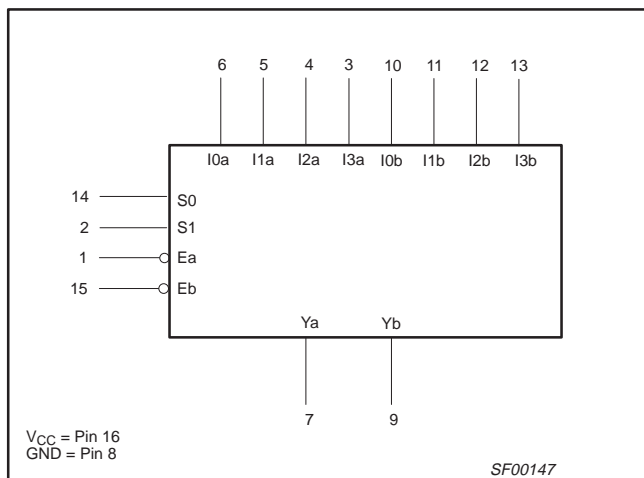 6 5 4 3 10 11 12 13
I0a I1a I2a I3a I0b I1b I2b I3b
14 S0
2 S1
1 Ea
15 Eb
Ya Yb
7 9
VCC = Pin 16
GND = Pin 8
SF00147